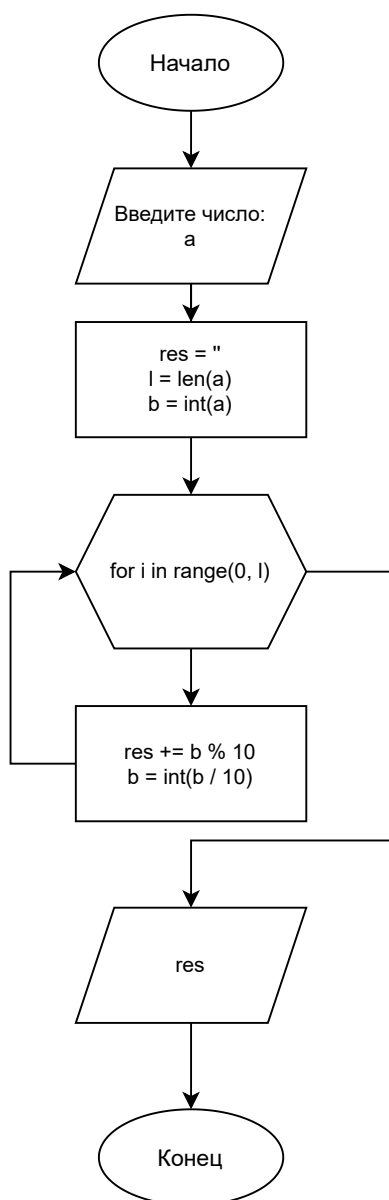 Начало
Введите число:
a
res = "
l = len(a)
b = int(a)
for i in range(0, l)
res += b % 10
b = int(b / 10)
res
Конец